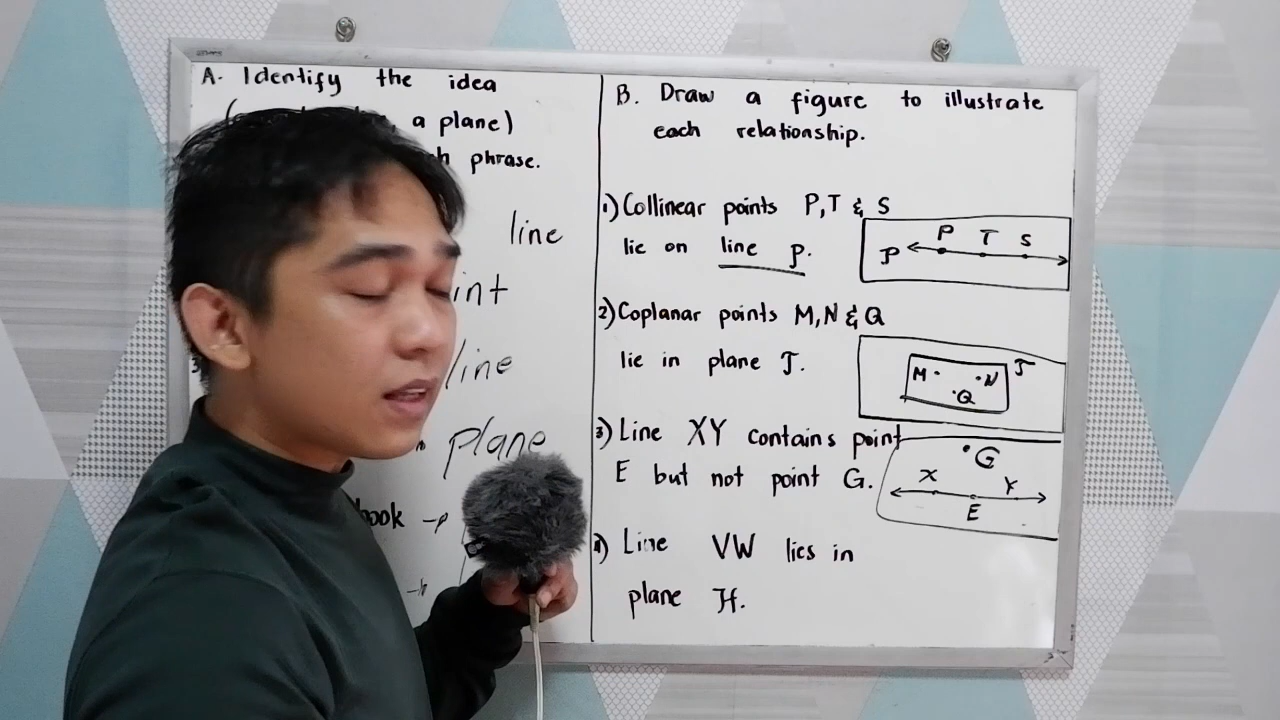 A. Identify the idea
a plane)
phrase.
line
line
plane
B. Draw a figure to illustrate
each relationship.
1) Collinear points P, T & S
lie on line p.
P T S
p
2) Coplanar points M, N & Q
lie in plane J.
M N J
Q
3) Line XY contains point
E but not point G.
G
X Y
E
4) Line VW lies in
plane H.